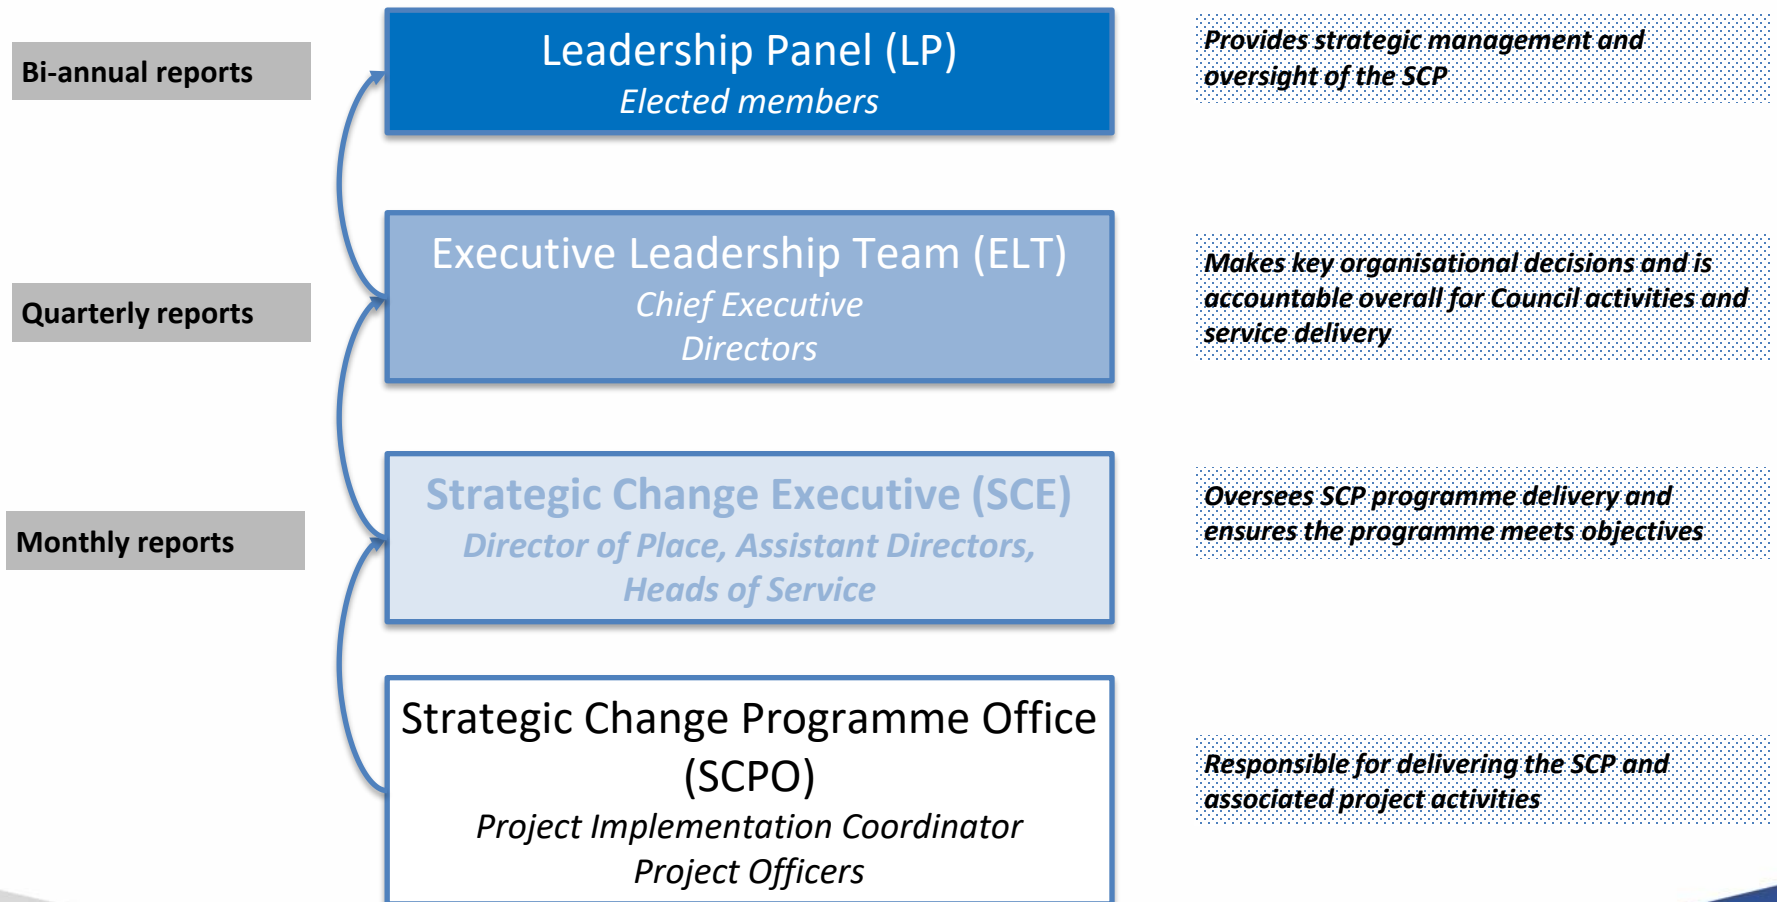 Bi-annual reports
Leadership Panel (LP)
Elected members
Provides strategic management and
oversight of the SCP
Quarterly reports
Executive Leadership Team (ELT)
Chief Executive
Directors
Makes key organisational decisions and is
accountable overall for Council activities and
service delivery
Monthly reports
Strategic Change Executive (SCE)
Director of Place, Assistant Directors,
Heads of Service
Oversees SCP programme delivery and
ensures the programme meets objectives
Strategic Change Programme Office
(SCPO)
Project Implementation Coordinator
Project Officers
Responsible for delivering the SCP and
associated project activities